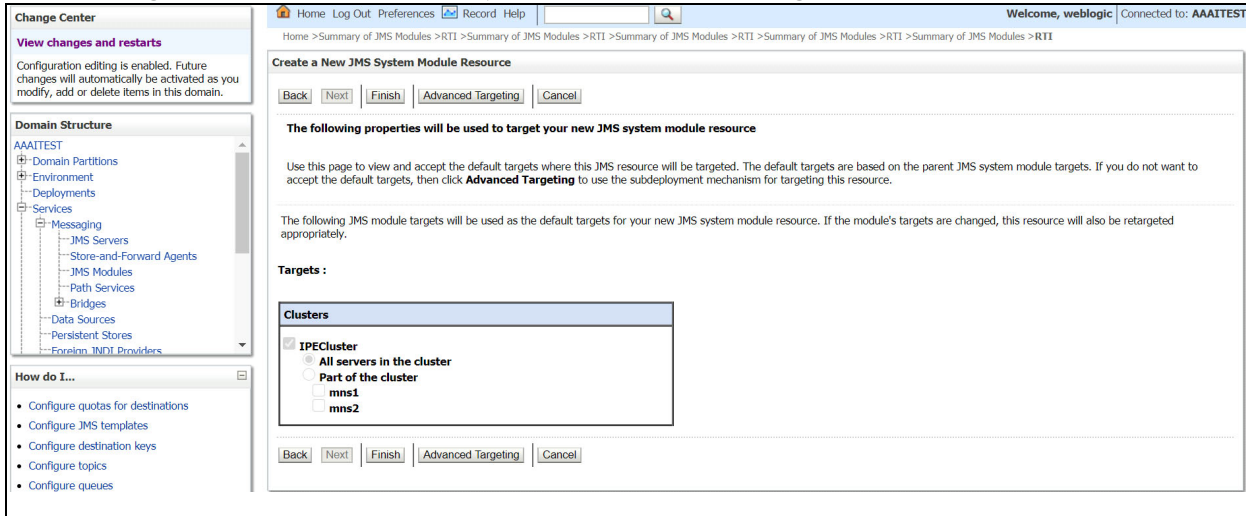 Change Center
View changes and restarts
Configuration editing is enabled. Future
changes will automatically be activated as you
modify, add or delete items in this domain.
Domain Structure
AAAITEST
Domain Partitions
Environment
Deployments
Services
Messaging
JMS Servers
Store-and-Forward Agents
JMS Modules
Path Services
Bridges
Data Sources
Persistent Stores
Foreign JNDI Providers
How do I...
Configure quotas for destinations
Configure JMS templates
Configure destination keys
Configure topics
Configure queues
Home Log Out Preferences Record Help
Welcome, weblogic Connected to: AAAITEST
Home >Summary of JMS Modules >RTI >Summary of JMS Modules >RTI >Summary of JMS Modules >RTI >Summary of JMS Modules >RTI >Summary of JMS Modules >RTI
Create a New JMS System Module Resource
Back Next Finish Advanced Targeting Cancel
The following properties will be used to target your new JMS system module resource
Use this page to view and accept the default targets where this JMS resource will be targeted. The default targets are based on the parent JMS system module targets. If you do not want to
accept the default targets, then click Advanced Targeting to use the subdeployment mechanism for targeting this resource.
The following JMS module targets will be used as the default targets for your new JMS system module resource. If the module's targets are changed, this resource will also be retargeted
appropriately.
Targets :
Clusters
IPECluster
All servers in the cluster
Part of the cluster
mns1
mns2
Back Next Finish Advanced Targeting Cancel